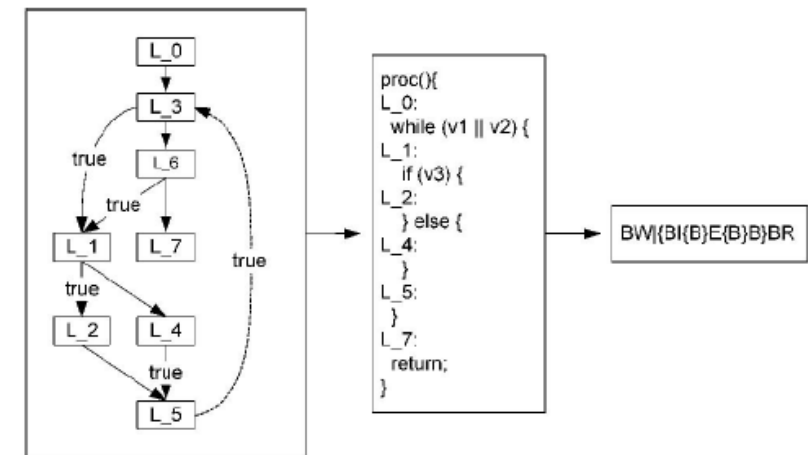 L_0
L_3
true
L_6
true
L_1
L_7
true
true
L_2
L_4
true
L_5
proc(){
L_0:
while (v1 || v2) {
L_1:
if (v3) {
L_2:
} else {
L_4:
}
L_5:
}
L_7:
return;
}
BW|{BI{B}E{B}B}BR